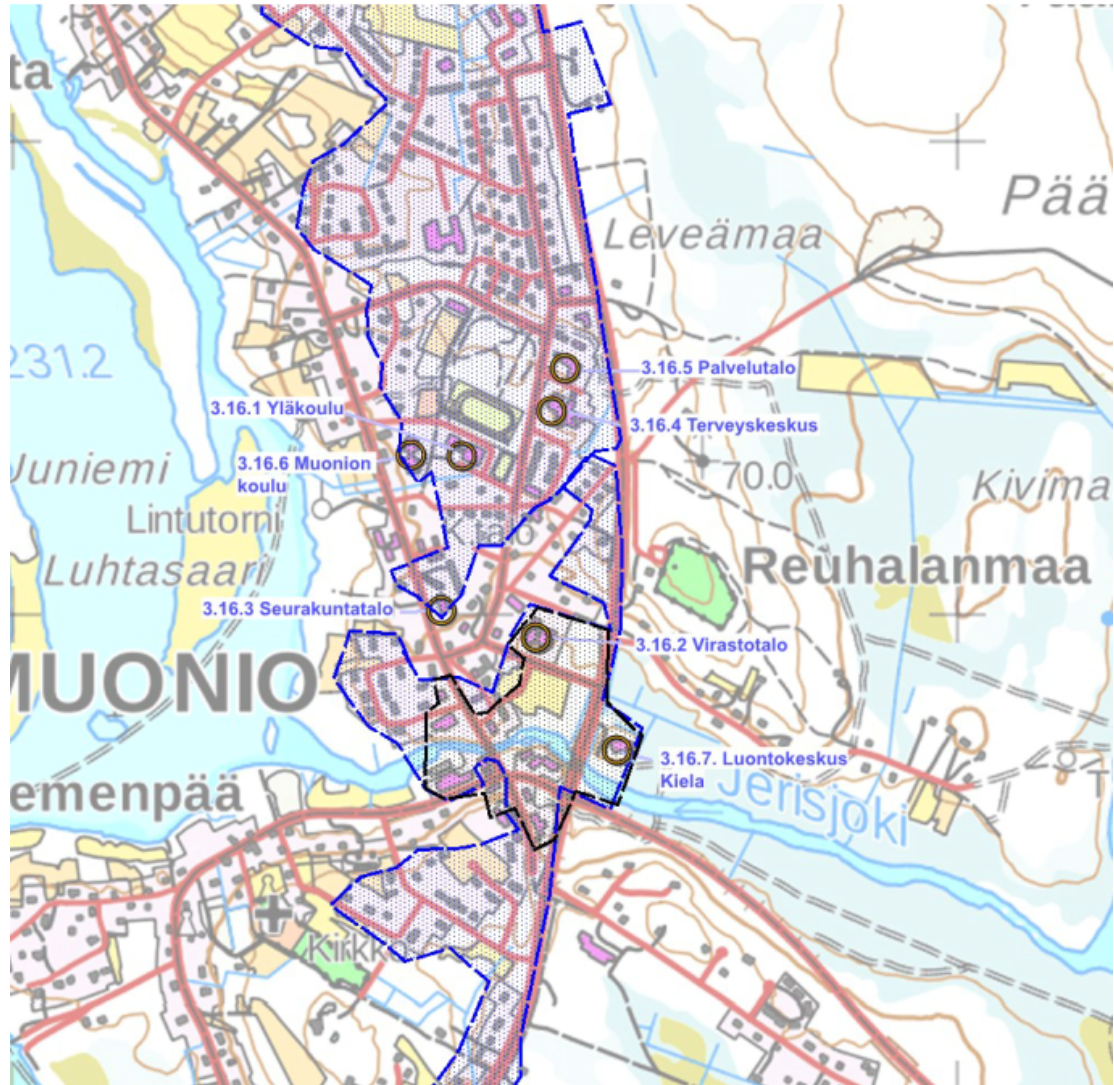 ta
Pää
Leveämaa
231.2
3.16.5 Palvelutalo
3.16.1 Yläkoulu
3.16.4 Terveyskeskus
3.16.6 Muonion
koulu
Juniemi
70.0
Kivima
Lintutorni
Luhtasaari
Reuhalanmaa
3.16.3 Seurakuntatalo
3.16.2 Virastotalo
MUONIO
3.16.7. Luontokeskus
Kiela
emenpää
Jerisjoki
Kirkko